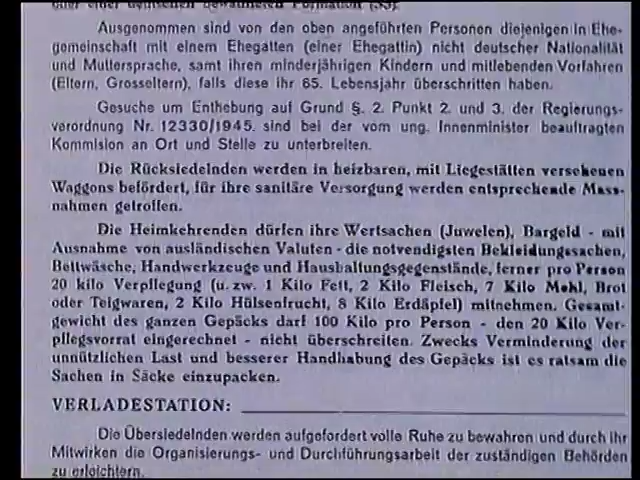 oder einer deutschen bewaffneten Formation (SS).
Ausgenommen sind von den oben angeführten Personen diejenigen in Ehe-
gemeinschaft mit einem Ehegatten (einer Ehegattin) nicht deutscher Nationalität
und Muttersprache, samt ihren minderjährigen Kindern und mitlebenden Vorfahren
(Eltern, Grosseltern), falls diese ihr 65. Lebensjahr überschritten haben.
Gesuche um Enthebung auf Grund §. 2. Punkt 2. und 3. der Regierungs-
verordnung Nr. 12330/1945. sind bei der vom ung. Innenminister beauftragten
Kommision an Ort und Stelle zu unterbreiten.
Die Rücksiedelnden werden in heizbaren, mit Liegestätten versehenen
Waggons befördert, für ihre sanitäre Versorgung werden entsprechende Mass-
nahmen getroffen.
Die Heimkehrenden dürfen ihre Wertsachen (Juwelen), Bargeld - mit
Ausnahme von ausländischen Valuten - die notvendigsten Bekleidungssachen,
Bettwäsche, Handwerkzeuge und Haushaltungsgegenstände, ferner pro Person
20 kilo Verpflegung (u. zw. 1 Kilo Fett, 2 Kilo Fleisch, 7 Kilo Mehl, Brot
oder Teigwaren, 2 Kilo Hülsenfrucht, 8 Kilo Erdäpfel) mitnehmen. Gesamt-
gewicht des ganzen Gepäcks darf 100 Kilo pro Person - den 20 Kilo Ver-
pflegsvorrat eingerechnet - nicht überschreiten. Zwecks Verminderung der
unnützlichen Last und besserer Handhabung des Gepäcks ist es ratsam die
Sachen in Säcke einzupacken.
VERLADESTATION:
Die Übersiedelnden werden aufgefordert volle Ruhe zu bewahren und durch ihr
Mitwirken die Organisierungs- und Durchführungsarbeit der zuständigen Behörden
zu erleichtern.